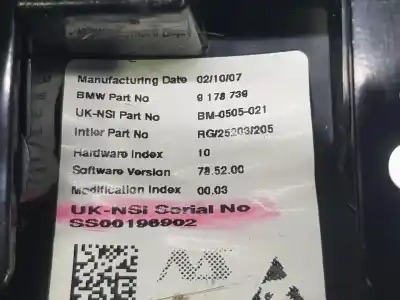 Manufacturing Date 02/10/07
BMW Part No 9 178 739
UK-NSI Part No BM-0505-021
Intier Part No RG/25203/205
Hardware Index 10
Software Version 78.52.00
Modification Index 00.03
UK-NSI Serial No
SS00196902